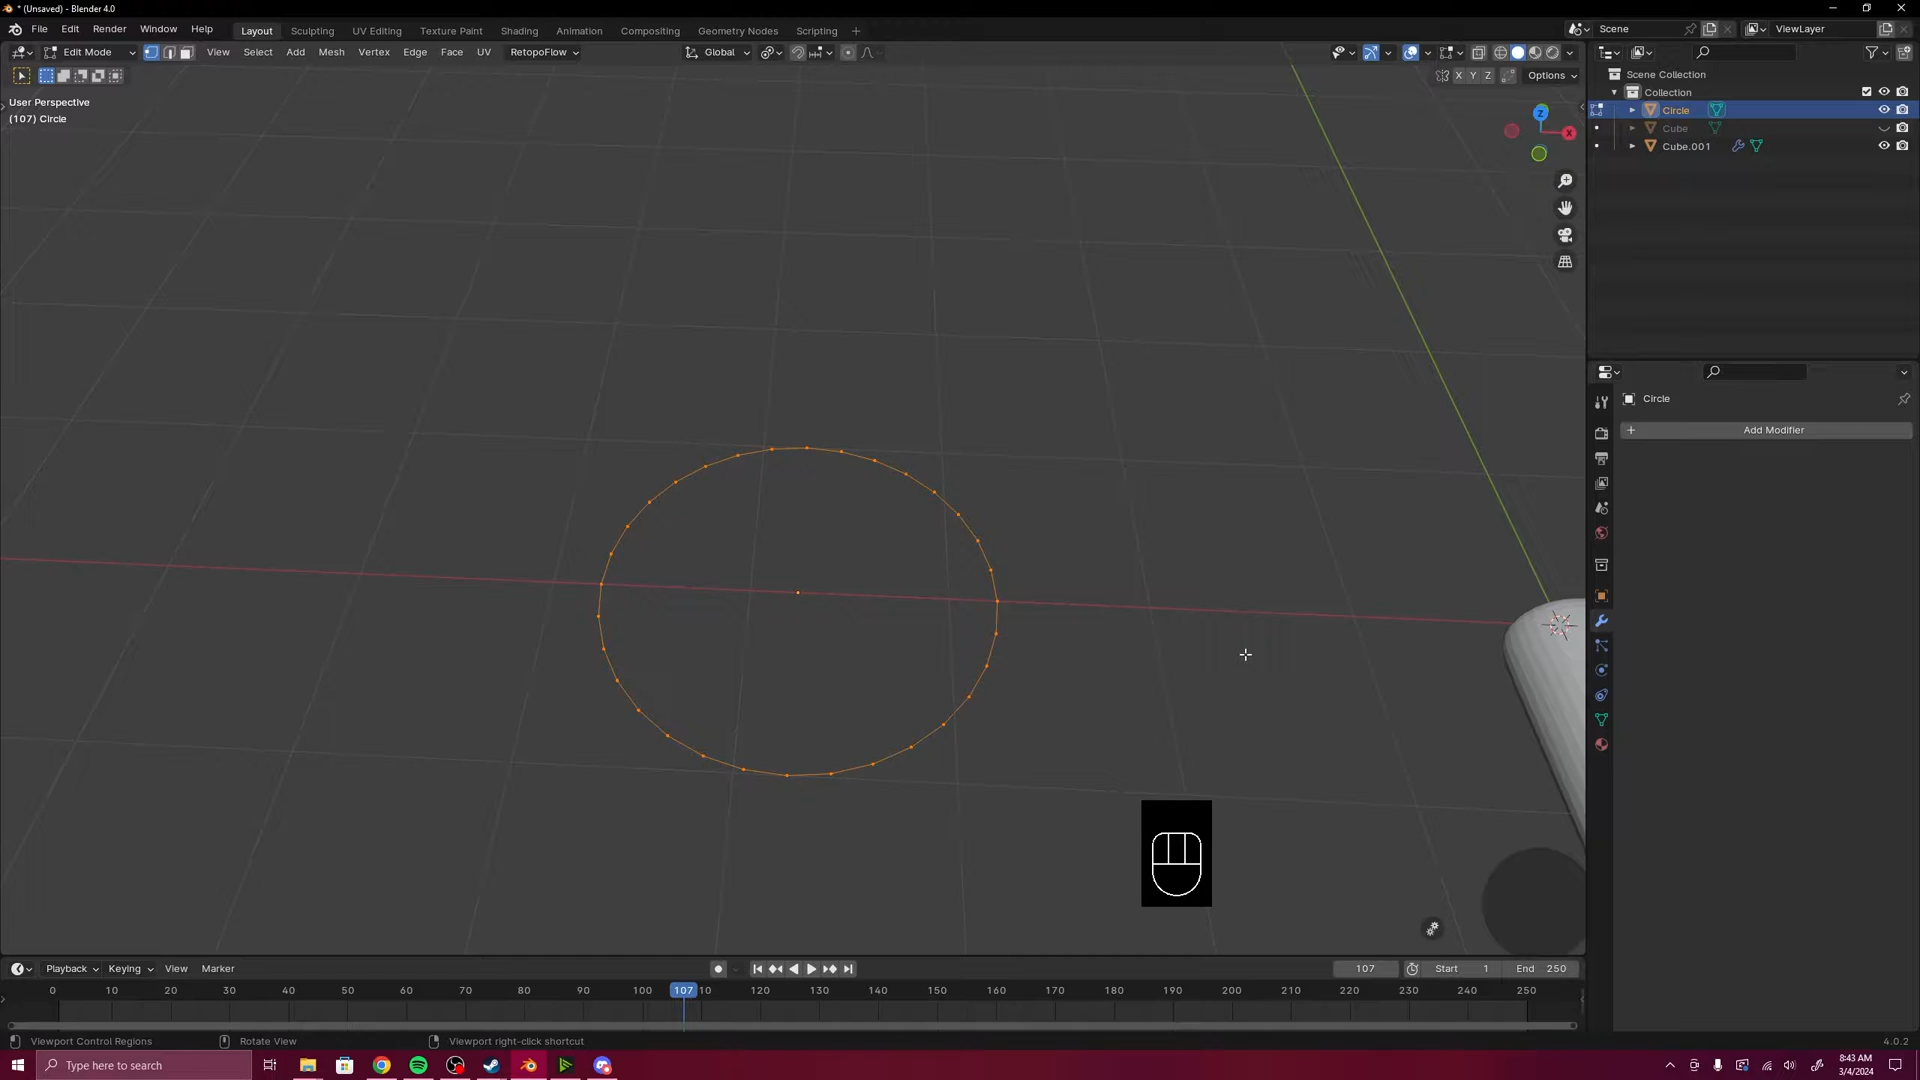 * (Unsaved) - Blender 4.0
File Edit Render Window Help Layout Sculpting UV Editing Texture Paint Shading Animation Compositing Geometry Nodes Scripting + Scene ViewLayer
Edit Mode View Select Add Mesh Vertex Edge Face UV RetopoFlow Global
X Y Z Options
User Perspective
(107) Circle
Z
X
Scene Collection
Collection
Circle
Cube
Cube.001
Circle
+ Add Modifier
Playback Keying View Marker 107 Start 1 End 250
0 10 20 30 40 50 60 70 80 90 100 107 10 120 130 140 150 160 170 180 190 200 210 220 230 240 250
Viewport Control Regions Rotate View Viewport right-click shortcut 4.0.2
Type here to search
8:43 AM
3/4/2024